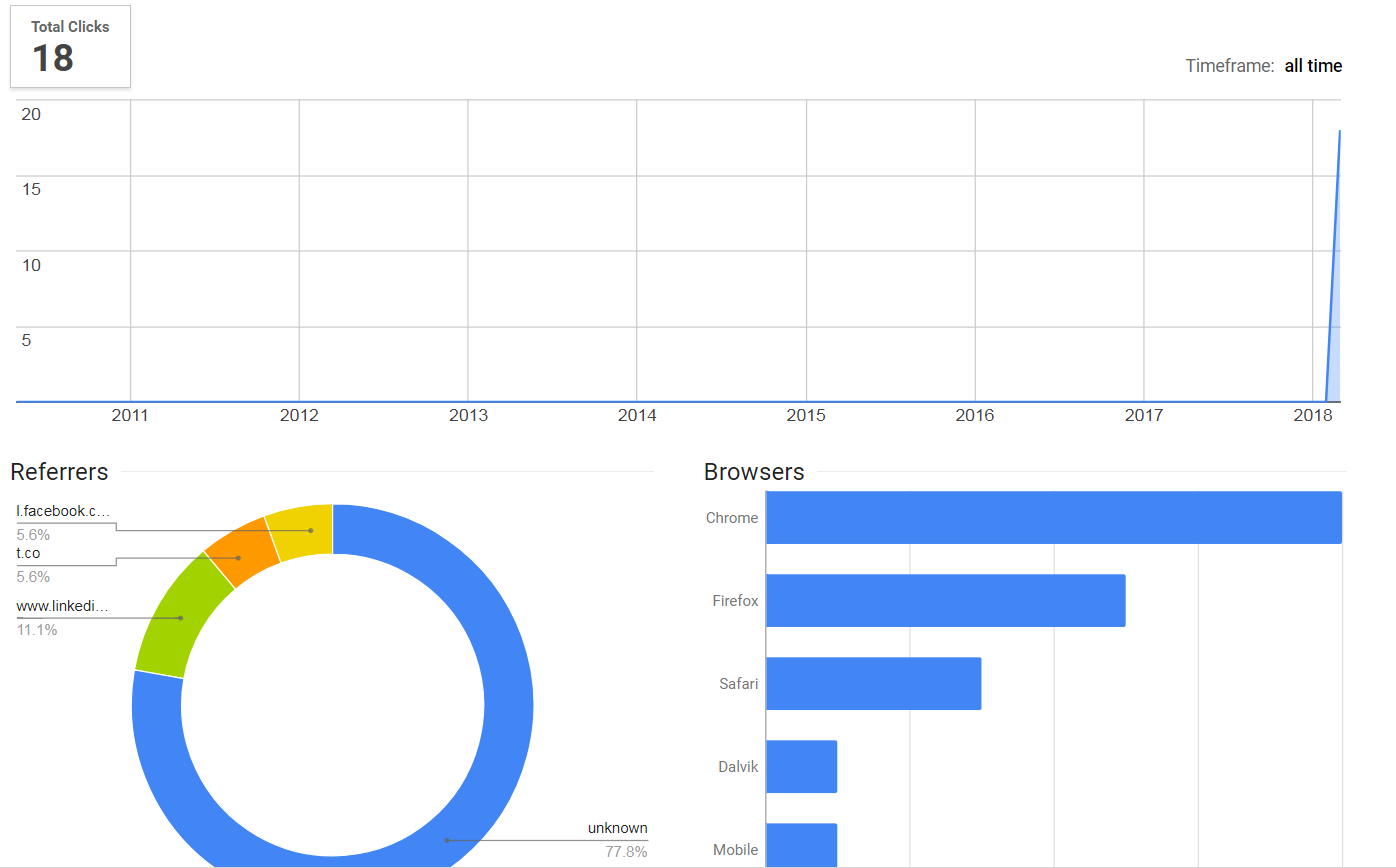 Total Clicks
18
Timeframe: all time
20
15
10
5
2011 2012 2013 2014 2015 2016 2017 2018
Referrers
l.facebook.c...
5.6%
t.co
5.6%
www.linkedi...
11.1%
unknown
77.8%
Browsers
Chrome
Firefox
Safari
Dalvik
Mobile